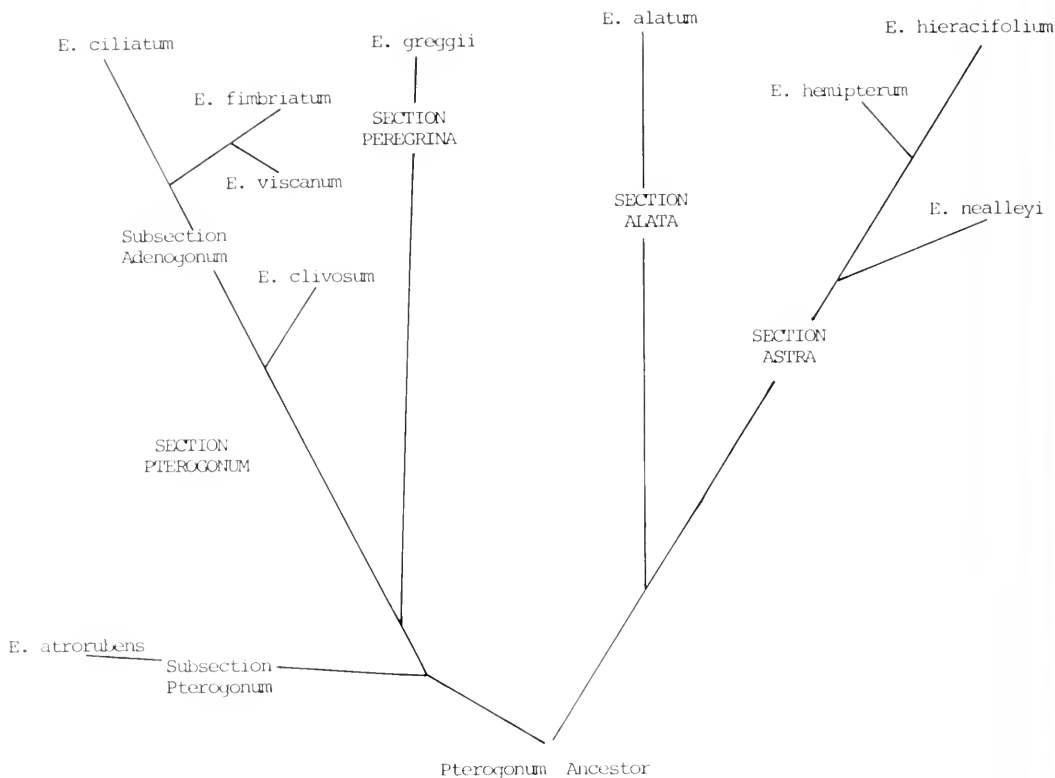 E. alatum
E. hieracifolium
E. ciliatum
E. greggii
E. hemipterum
E. fimbriatum
SECTION
PEREGRINA
E. viscanum
SECTION
ALATA
E. nealleyi
Subsection
Adenogonum
E. clivosum
SECTION
ASTRA
SECTION
PTEROGONUM
E. atrorubens
Subsection
Pterogonum
Pterogonum Ancestor